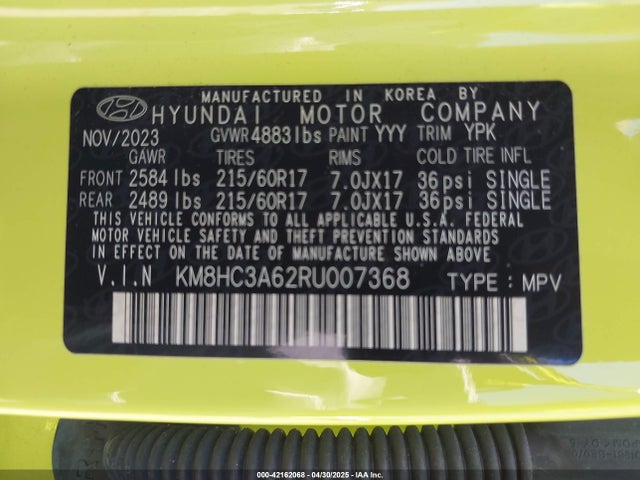 MANUFACTURED IN KOREA BY
HYUNDAI MOTOR COMPANY
NOV/2023 GVWR 4883lbs PAINT YYY TRIM YPK
GAWR TIRES RIMS COLD TIRE INFL
FRONT 2584 lbs 215/60R17 7.0JX17 36psi SINGLE
REAR 2489 lbs 215/60R17 7.0JX17 36psi SINGLE
THIS VEHICLE CONFORMS TO ALL APPLICABLE U.S.A. FEDERAL
MOTOR VEHICLE SAFETY AND THEFT PREVENTION STANDARDS
IN EFFECT ON THE DATE OF MANUFACTURE SHOWN ABOVE
V.I.N KM8HC3A62RU007368 TYPE: MPV
000-42162068 - 04/30/2025 - IAA Inc.